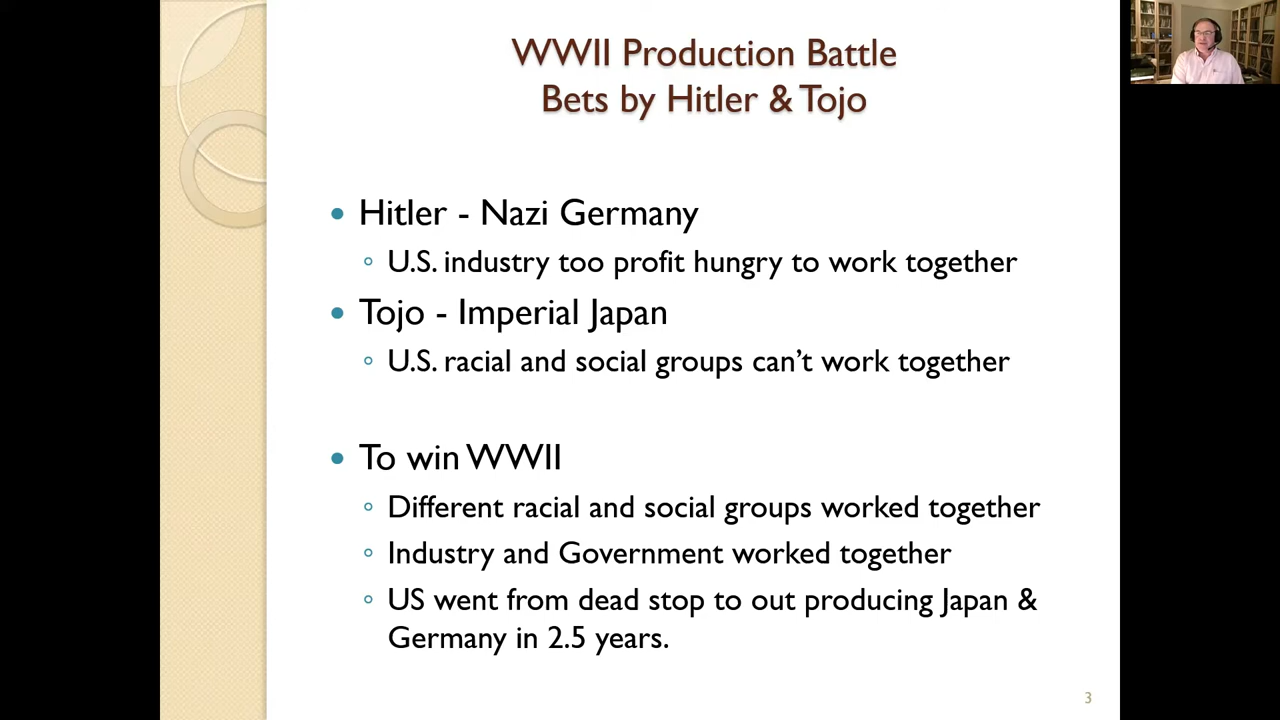 WWII Production Battle
Bets by Hitler & Tojo
• Hitler - Nazi Germany
◦ U.S. industry too profit hungry to work together
• Tojo - Imperial Japan
◦ U.S. racial and social groups can’t work together
• To win WWII
◦ Different racial and social groups worked together
◦ Industry and Government worked together
◦ US went from dead stop to out producing Japan &
Germany in 2.5 years.
3